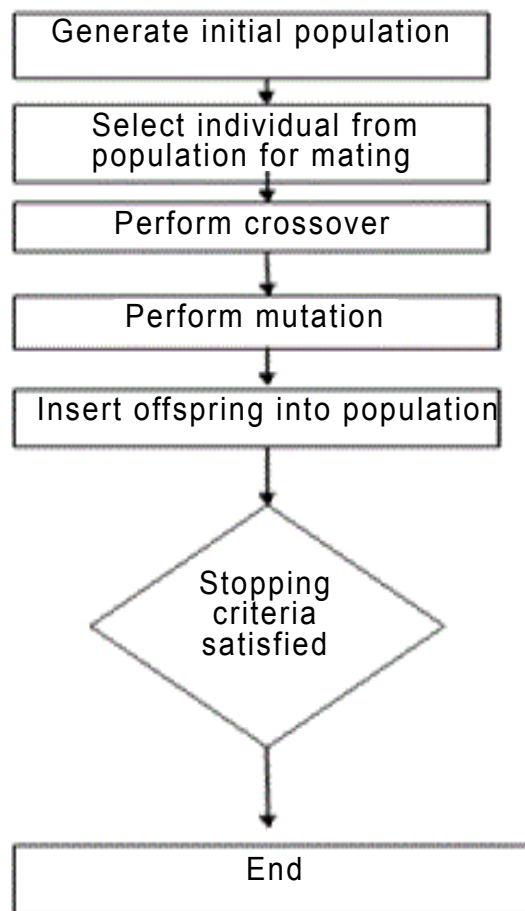 Generate initial population
Select individual from
population for mating
Perform crossover
Perform mutation
Insert offspring into population
Stopping
criteria
satisfied
End